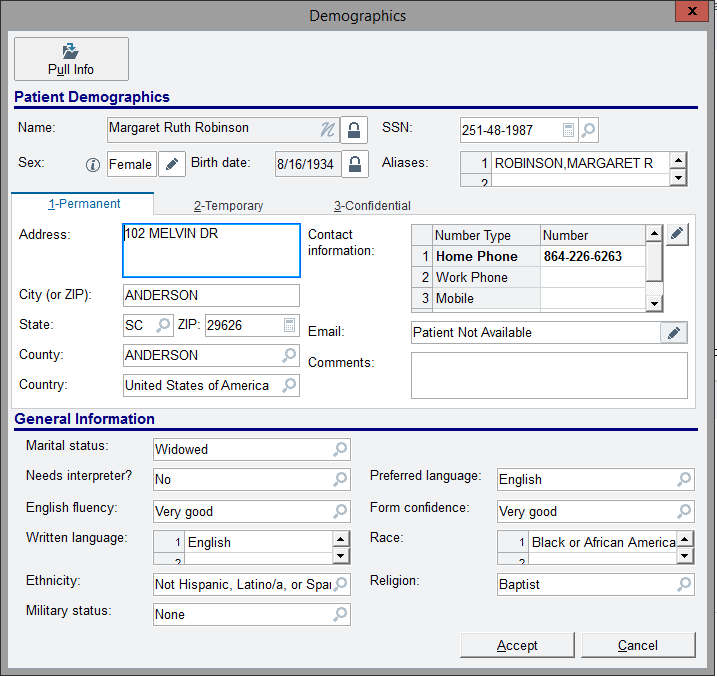 Demographics
Pull Info
Patient Demographics
Name: Margaret Ruth Robinson SSN: 251-48-1987
Sex: Female Birth date: 8/16/1934 Aliases: 1 ROBINSON,MARGARET R
2
1-Permanent 2-Temporary 3-Confidential
Address: 102 MELVIN DR
Contact information:
Number Type Number
1 Home Phone 864-226-6263
2 Work Phone
3 Mobile
City (or ZIP): ANDERSON
State: SC ZIP: 29626
Email: Patient Not Available
County: ANDERSON
Comments:
Country: United States of America
General Information
Marital status: Widowed
Needs interpreter? No Preferred language: English
English fluency: Very good Form confidence: Very good
Written language: 1 English Race: 1 Black or African America
2 2
Ethnicity: Not Hispanic, Latino/a, or Spa Religion: Baptist
Military status: None
Accept Cancel